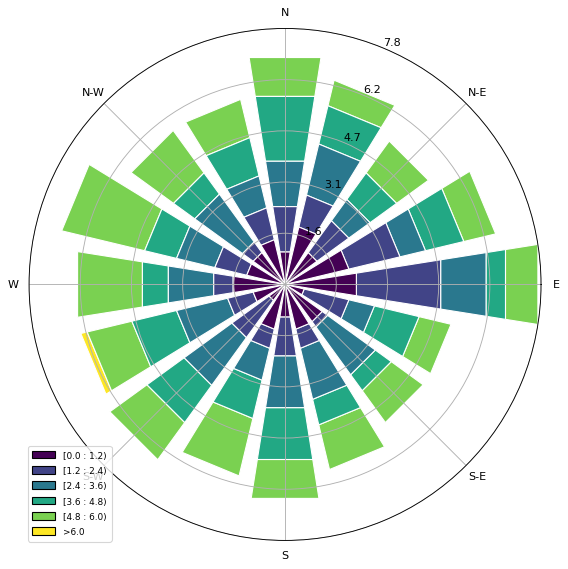 N
7.8
6.2
N-W
N-E
4.7
3.1
1.6
W
E
[0.0 : 1.2)
[1.2 : 2.4)
S-W
S-E
[2.4 : 3.6)
[3.6 : 4.8)
[4.8 : 6.0)
>6.0
S